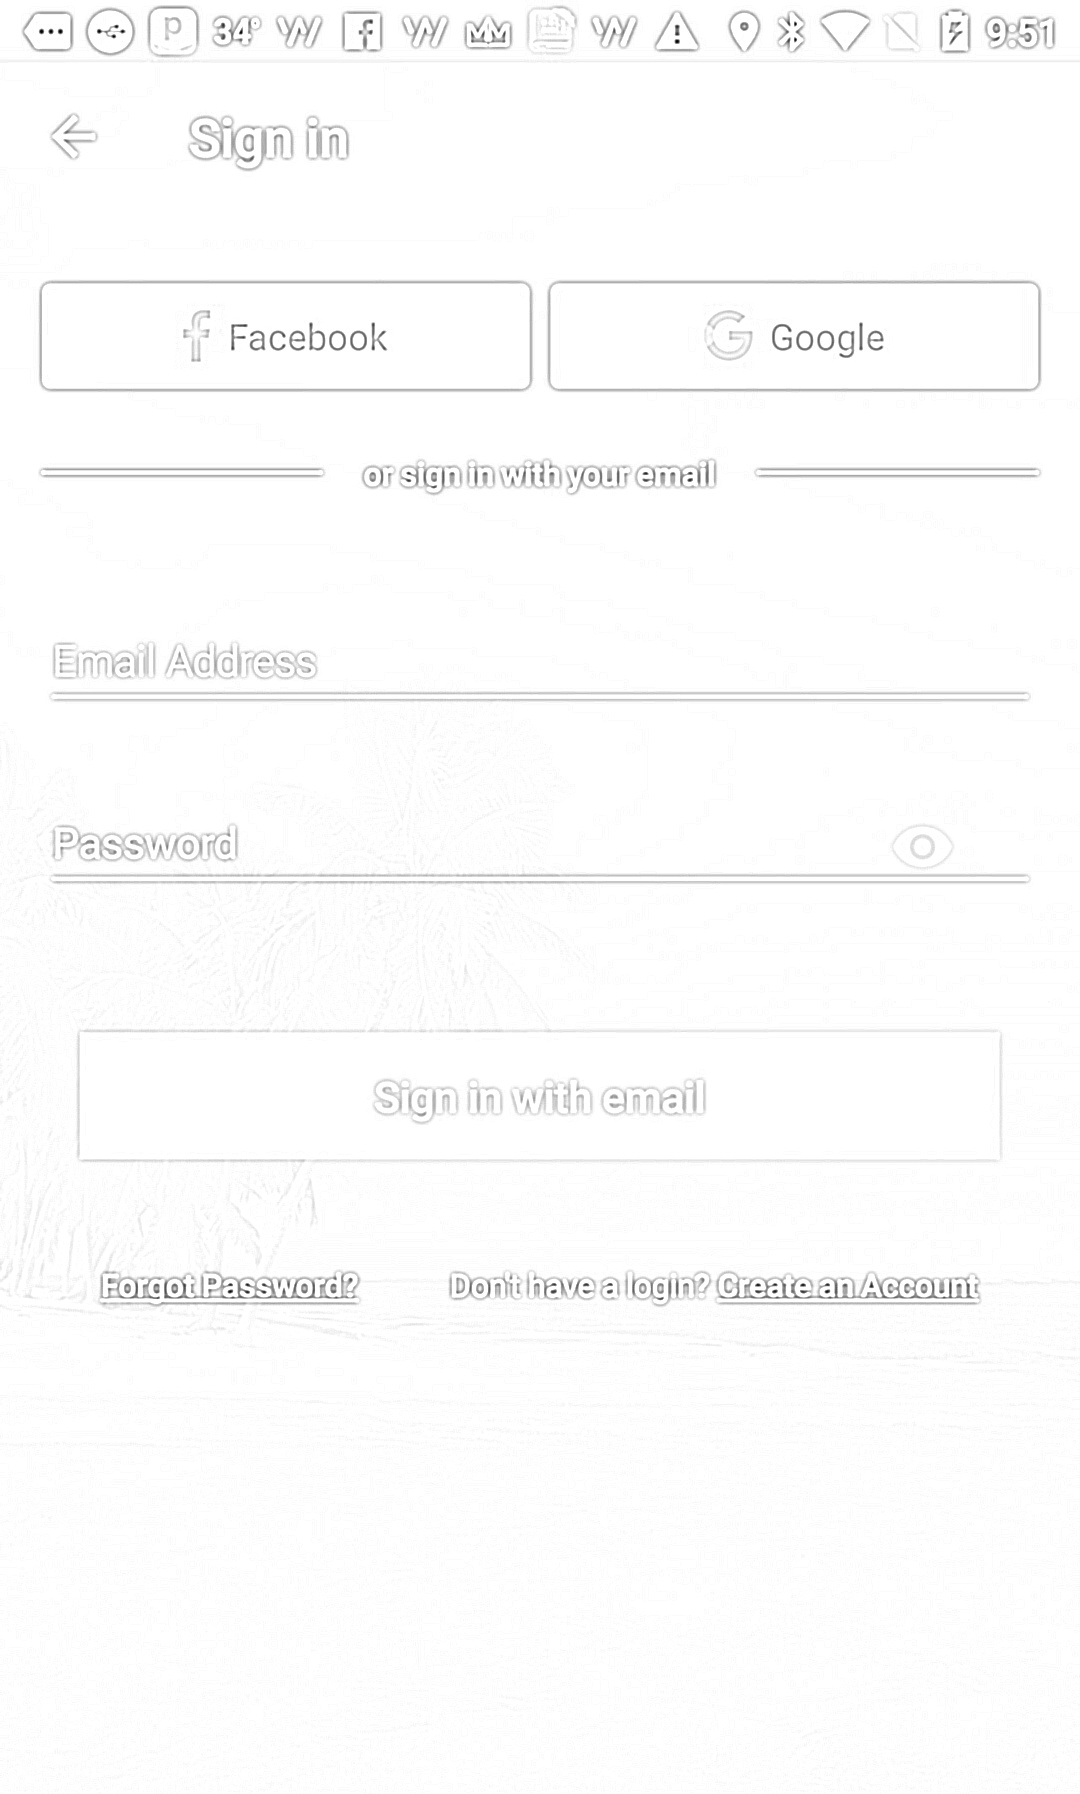 34° 9:51
Sign in
Facebook Google
or sign in with your email
Email Address
Password
Sign in with email
Forgot Password? Don't have a login? Create an Account